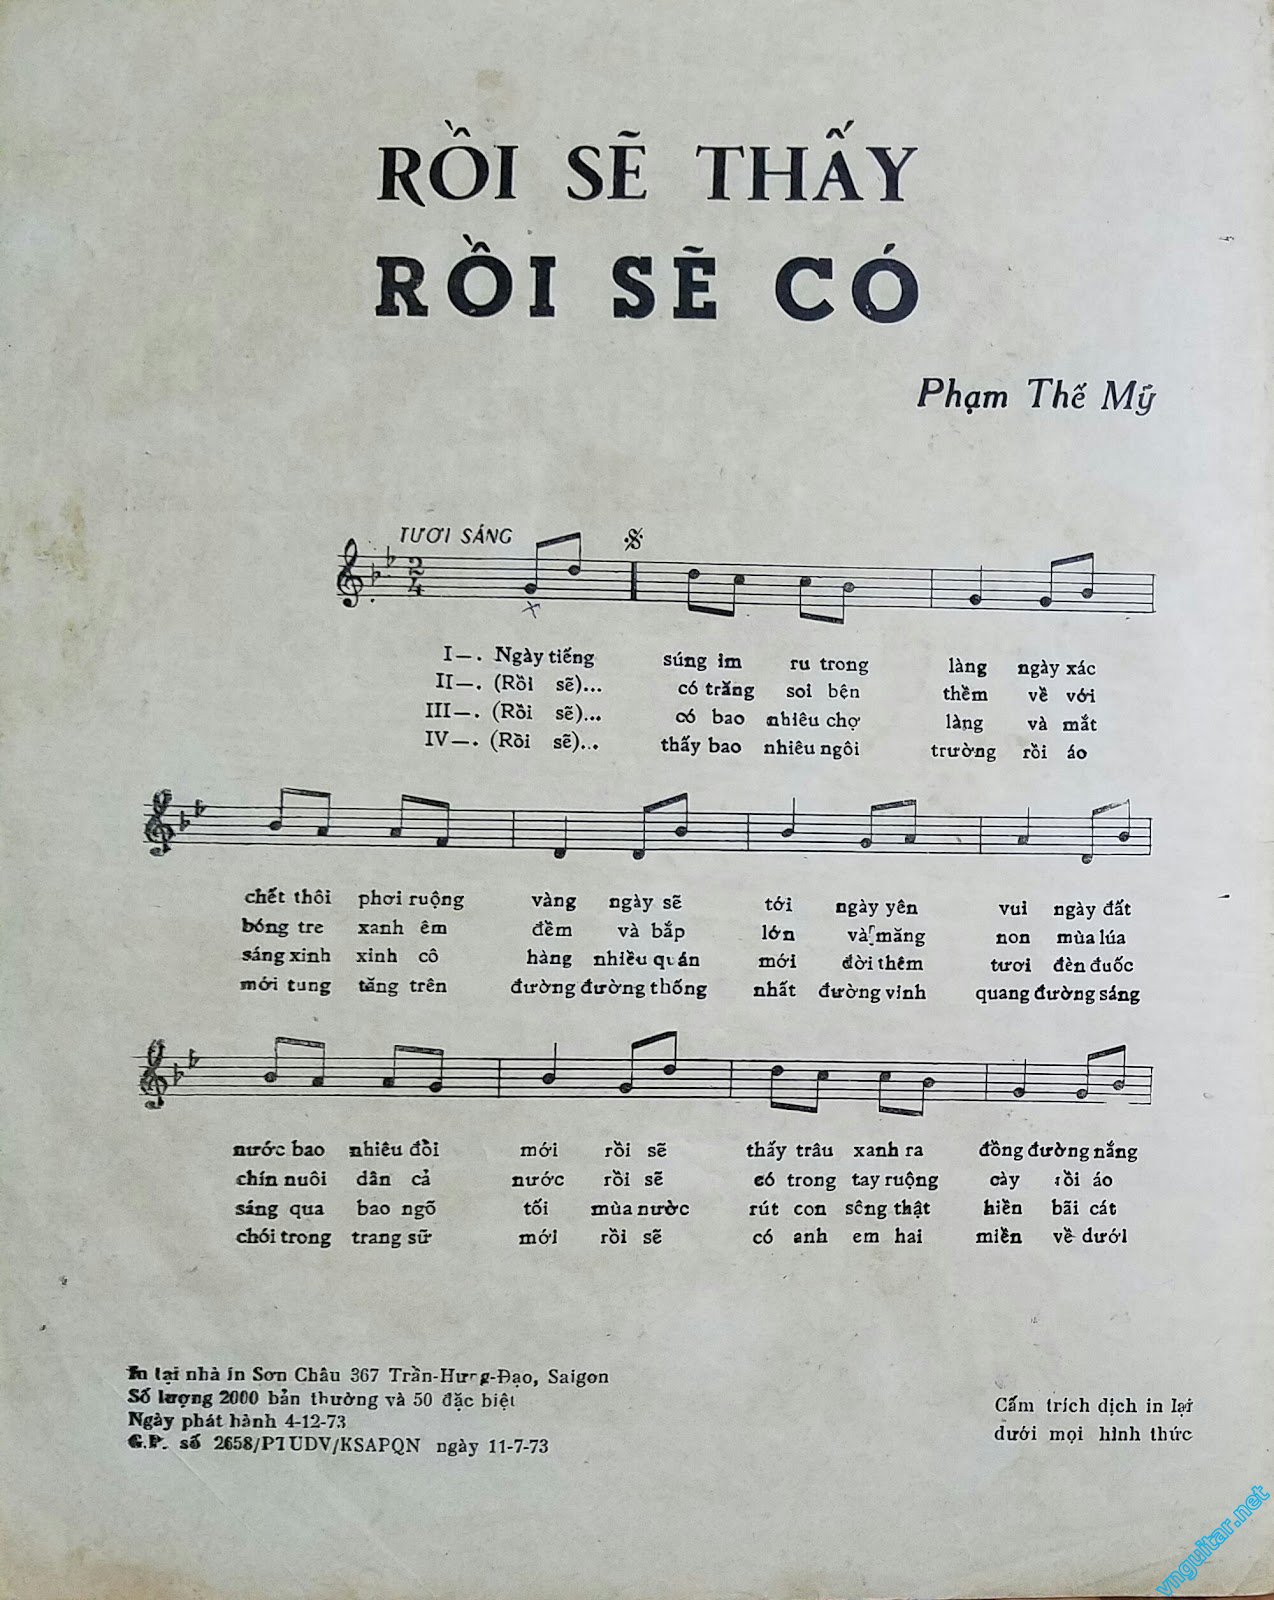 RỒI SẼ THẤY
RỒI SẼ CÓ
Phạm Thế Mỹ
TƯƠI SÁNG
2
4
I—. Ngày tiếng súng im ru trong làng ngày xác
II—. (Rồi sẽ)... có trăng soi bên thềm về với
III—. (Rồi sẽ)... có bao nhiêu chợ làng và mắt
IV—. (Rồi sẽ)... thấy bao nhiêu ngôi trường rồi áo
chết thôi phơi ruộng vàng ngày sẽ tới ngày yên vui ngày đất
bóng tre xanh êm đềm và bắp lớn và măng non mùa lúa
sáng xinh xinh cô hàng nhiều quán mới đời thêm tươi đèn đuốc
mới tung tăng trên đường đường thống nhất đường vinh quang đường sáng
nước bao nhiêu đồi mới rồi sẽ thấy trâu xanh ra đồng đường nắng
chín nuôi dân cả nước rồi sẽ có trong tay ruộng cày rồi áo
sáng qua bao ngõ tối mùa nước rút con sông thật hiền bãi cát
chói trong trang sữ mới rồi sẽ có anh em hai miền về dưới
In tại nhà in Sơn Châu 367 Trần-Hưng-Đạo, Saigon
Số lượng 2000 bản thường và 50 đặc biệt
Ngày phát hành 4-12-73
G.P. số 2658/PTUDV/KSAPQN ngày 11-7-73
Cấm trích dịch in lại
dưới mọi hình thức
vnguitar.net